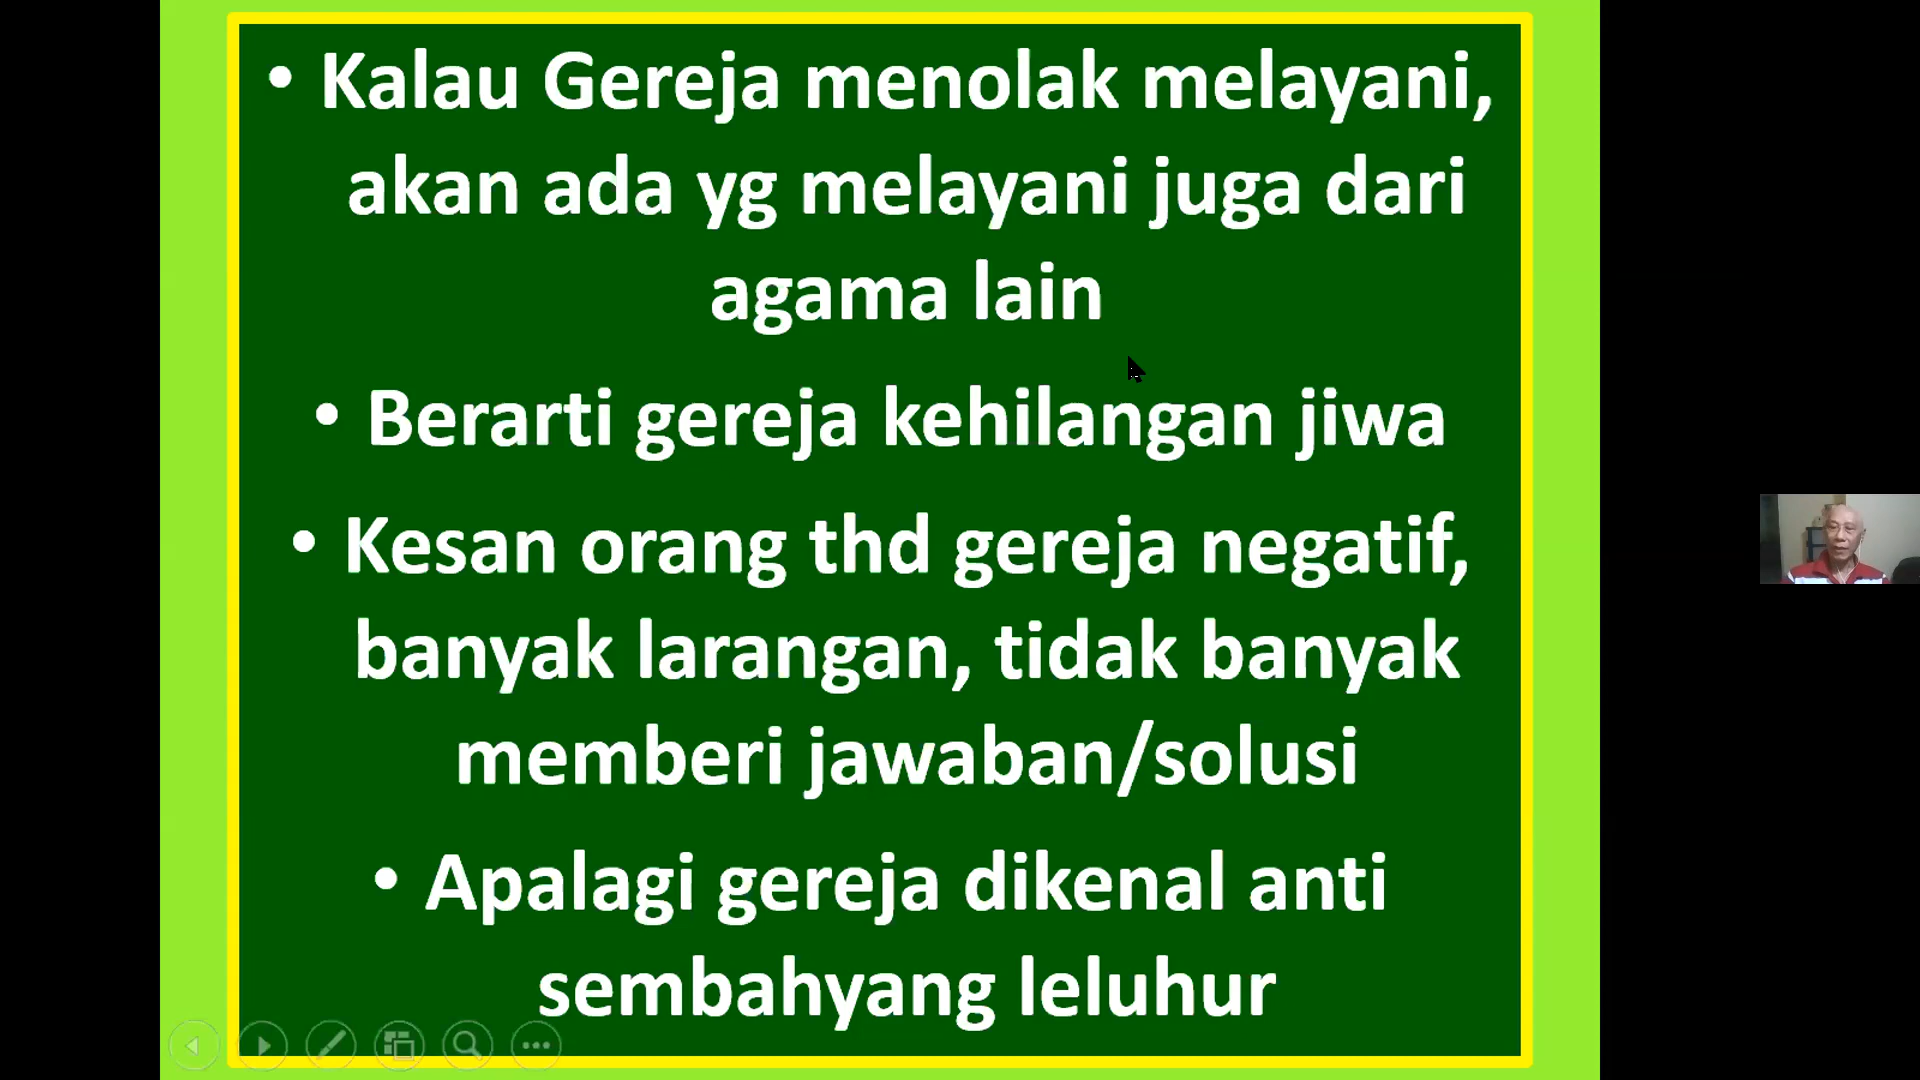 • Kalau Gereja menolak melayani,
akan ada yg melayani juga dari
agama lain
• Berarti gereja kehilangan jiwa
• Kesan orang thd gereja negatif,
banyak larangan, tidak banyak
memberi jawaban/solusi
• Apalagi gereja dikenal anti
sembahyang leluhur